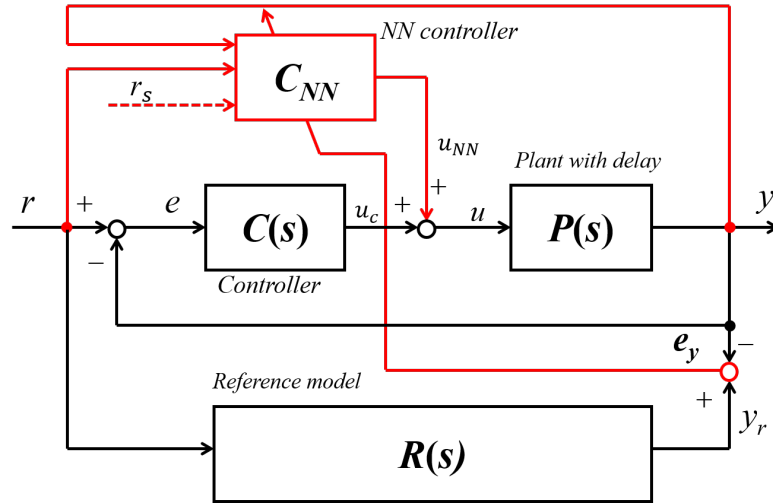 NN controller
C_NN
r_s
u_NN
Plant with delay
r
+
e
C(s)
u_c
+
+
u
P(s)
y
−
Controller
e_y
−
Reference model
+
y_r
R(s)